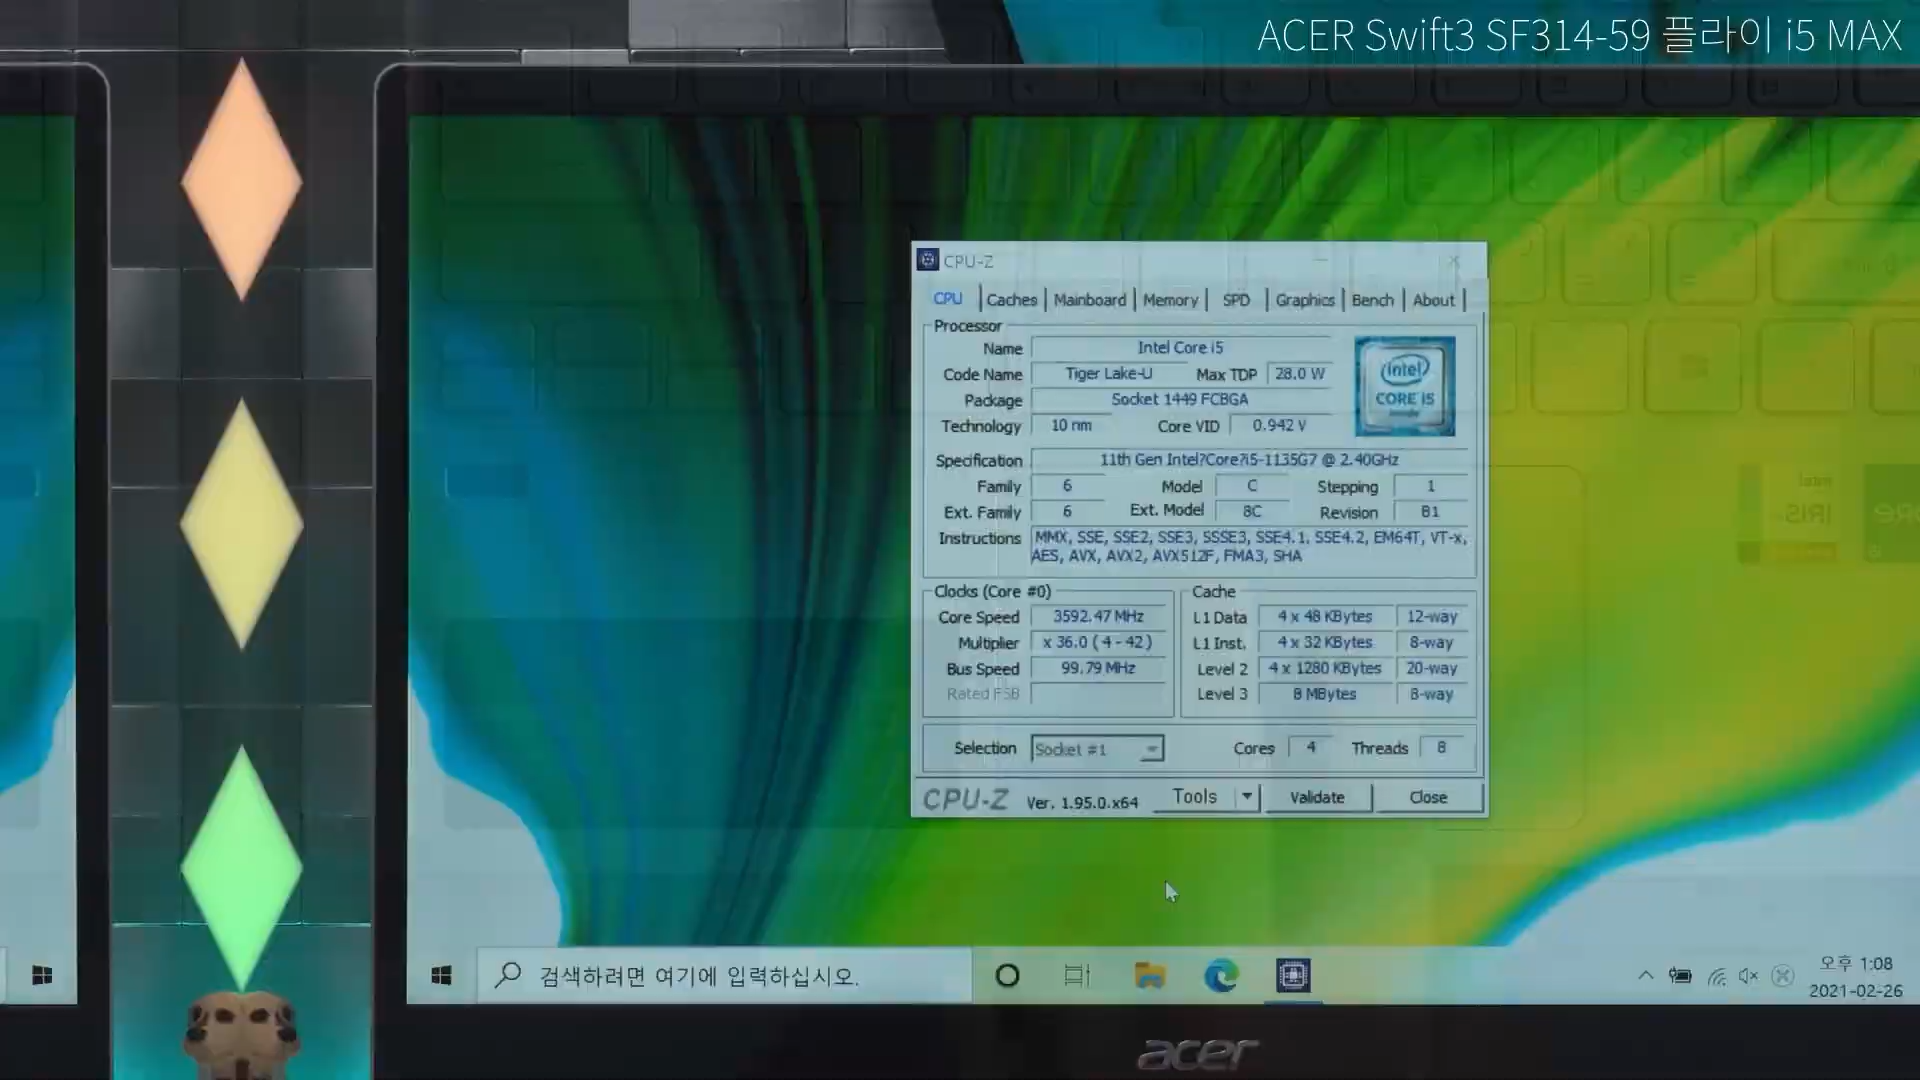 ACER Swift3 SF314-59 플라이 i5 MAX
CPU-Z
CPU Caches Mainboard Memory SPD Graphics Bench About
Processor
Name Intel Core i5
Code Name Tiger Lake-U Max TDP 28.0 W
Package Socket 1449 FCBGA
Technology 10 nm Core VID 0.942 V
intel
CORE i5
Specification 11th Gen Intel?Core?i5-1135G7 @ 2.40GHz
Family 6 Model C Stepping 1
Ext. Family 6 Ext. Model 8C Revision B1
Instructions MMX, SSE, SSE2, SSE3, SSSE3, SSE4.1, SSE4.2, EM64T, VT-x,
AES, AVX, AVX2, AVX512F, FMA3, SHA
Clocks (Core #0)
Core Speed 3592.47 MHz
Multiplier x 36.0 ( 4 - 42 )
Bus Speed 99.79 MHz
Rated FSB
Cache
L1 Data 4 x 48 KBytes 12-way
L1 Inst. 4 x 32 KBytes 8-way
Level 2 4 x 1280 KBytes 20-way
Level 3 8 MBytes 8-way
Selection Socket #1 Cores 4 Threads 8
CPU-Z Ver. 1.95.0.x64 Tools Validate Close
검색하려면 여기에 입력하십시오.
오후 1:08
2021-02-26
acer